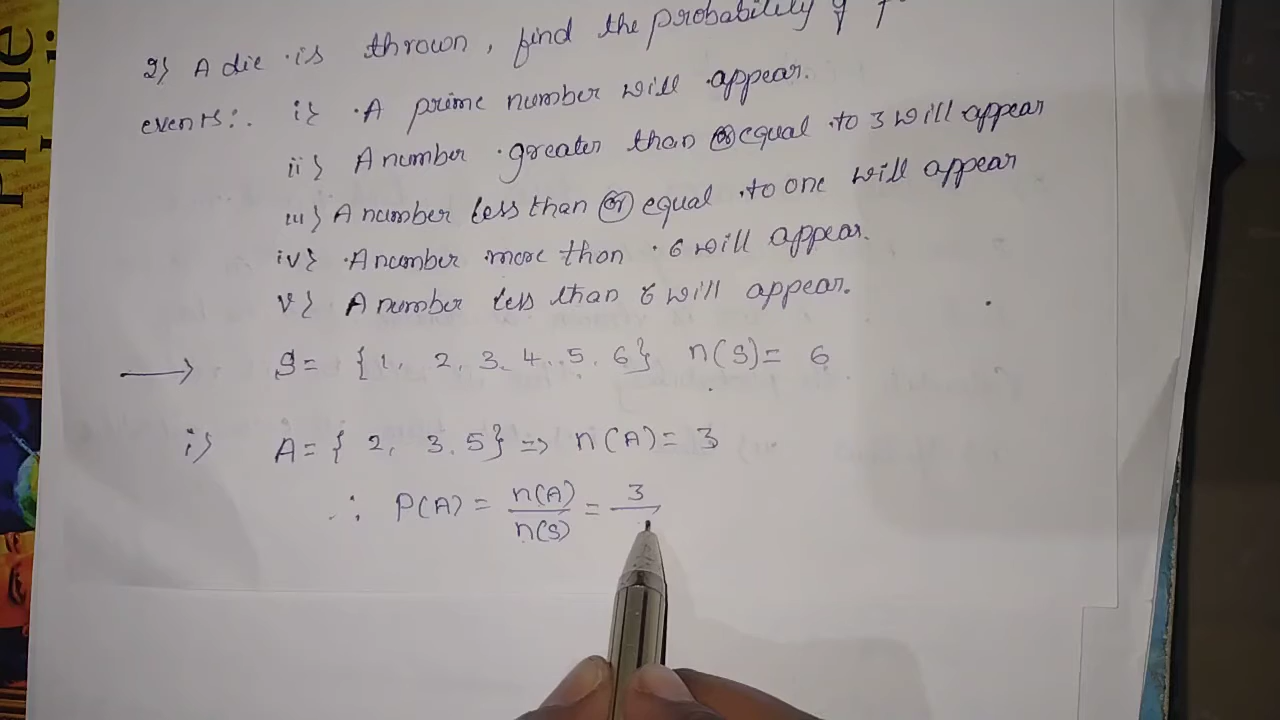 2} A die is thrown, find the probability of
events:. i} A prime number will appear.
ii} A number greater than or equal to 3 will appear
iii} A number less than or equal to one will appear
iv} A number more than 6 will appear.
v} A number less than 6 will appear.
→ S = {1, 2, 3, 4, 5, 6} n(S) = 6
i} A = { 2, 3, 5} => n(A) = 3
∴ P(A) = n(A)/n(S) = 3/